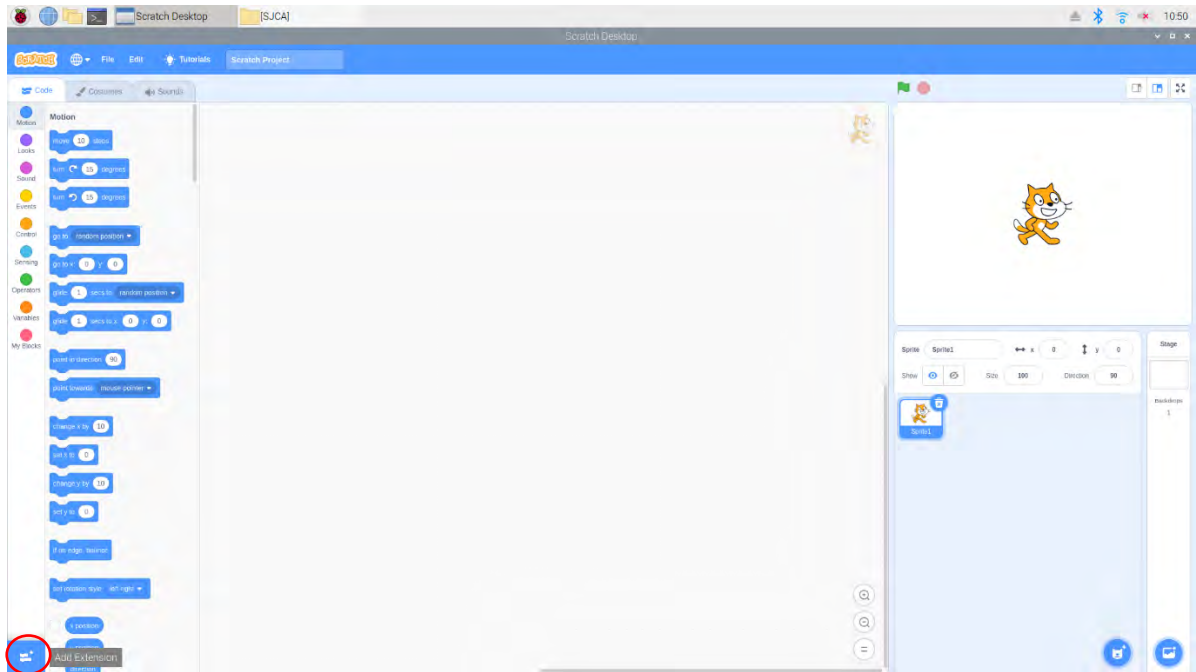 Scratch Desktop [SJCA] 10:50
Scratch Desktop
SCRATCH File Edit Tutorials Scratch Project
Code Costumes Sounds
Motion
Looks
Sound
Events
Control
Sensing
Operators
Variables
My Blocks
Motion
move 10 steps
turn 15 degrees
turn 15 degrees
go to random position
go to x: 0 y: 0
glide 1 secs to random position
glide 1 secs to x: 0 y: 0
point in direction 90
point towards mouse-pointer
change x by 10
set x to 0
change y by 10
set y to 0
if on edge, bounce
set rotation style left-right
x position
direction
Add Extension
Sprite Sprite1 x 0 y 0
Show Size 100 Direction 90
Sprite1
Stage
Backdrops
1